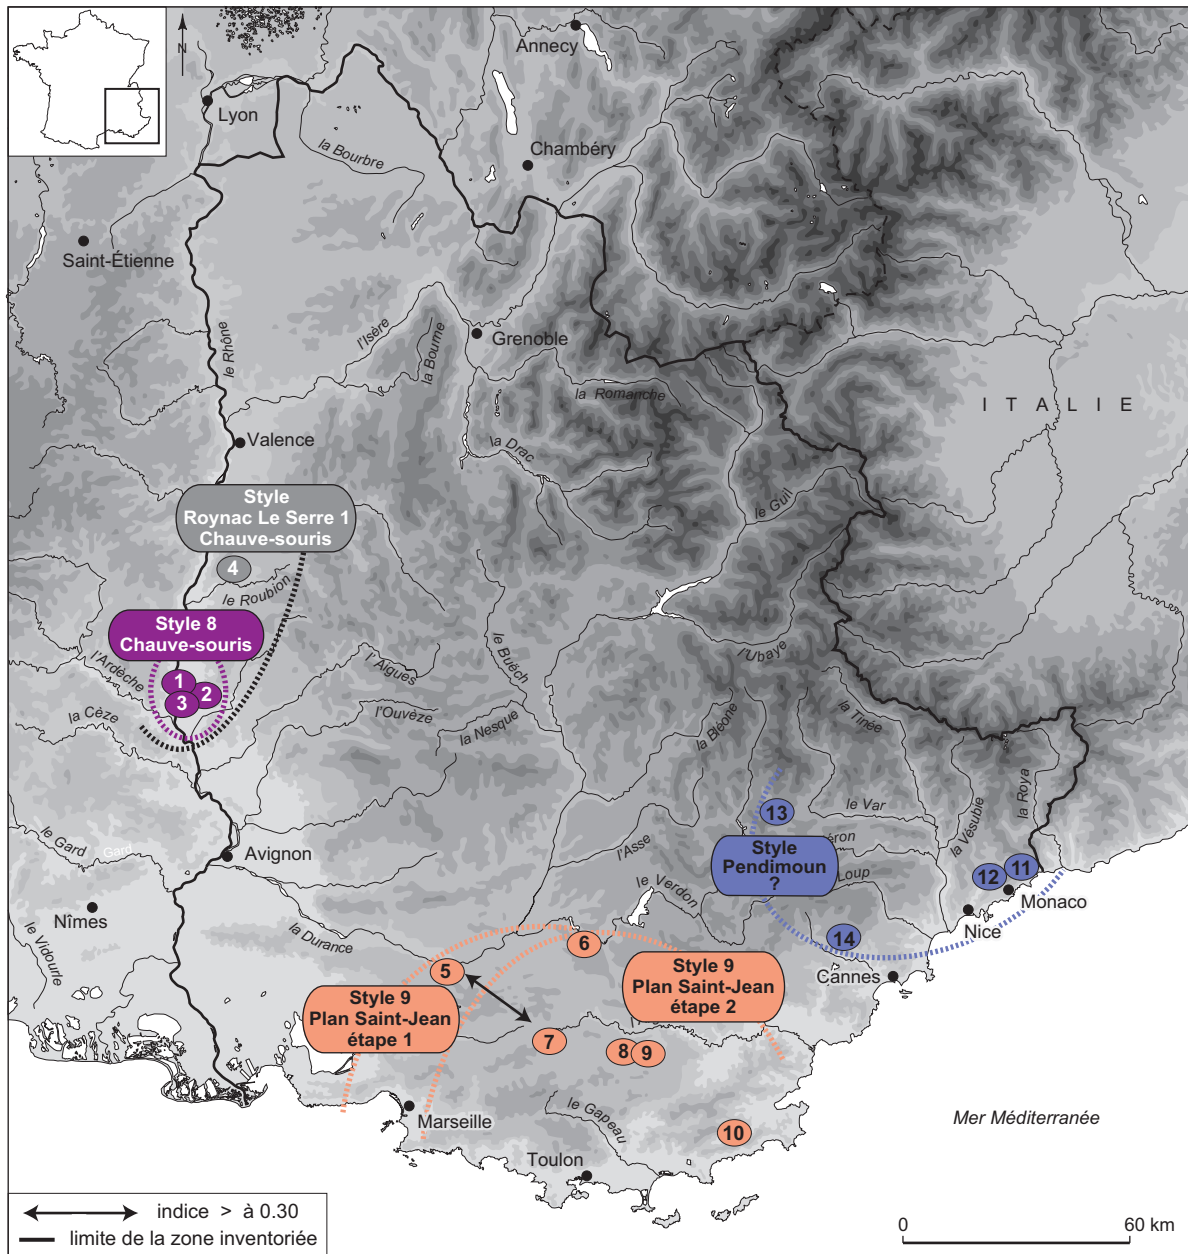 N
Annecy
Lyon
la Bourbre
Chambéry
Saint-Étienne
le Rhône
l'Isère
la Bourne
Grenoble
la Romanche
ITALIE
Valence
la Drac
le Guil
Style
Roynac Le Serre 1
Chauve-souris
4
le Roubion
Style 8
Chauve-souris
l'Ardèche
1
2
3
la Cèze
l'Aigues
le Buëch
l'Ubaye
l'Ouvèze
la Nesque
la Bléone
la Tinée
13
le Var
la Vésubie
la Roya
le Gard
Gard
Avignon
l'Asse
Style
Pendimoun
?
éron
Loup
12
11
Monaco
le Verdon
Nîmes
Nice
le Vidourle
la Durance
6
14
5
Cannes
Style 9
Plan Saint-Jean
étape 2
Style 9
Plan Saint-Jean
étape 1
7
8
9
Marseille
le Gapeau
10
Mer Méditerranée
Toulon
indice > à 0.30
limite de la zone inventoriée
0
60 km